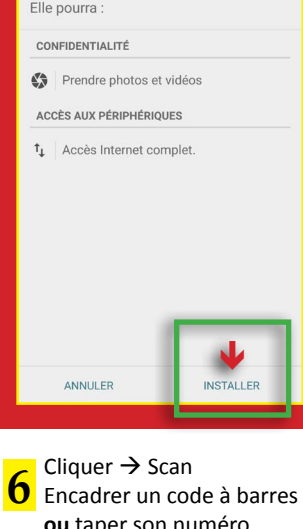 Elle pourra :
CONFIDENTIALITÉ
Prendre photos et vidéos
ACCÈS AUX PÉRIPHÉRIQUES
Accès Internet complet.
ANNULER INSTALLER
6 Cliquer → Scan
Encadrer un code à barres
ou taper son numéro